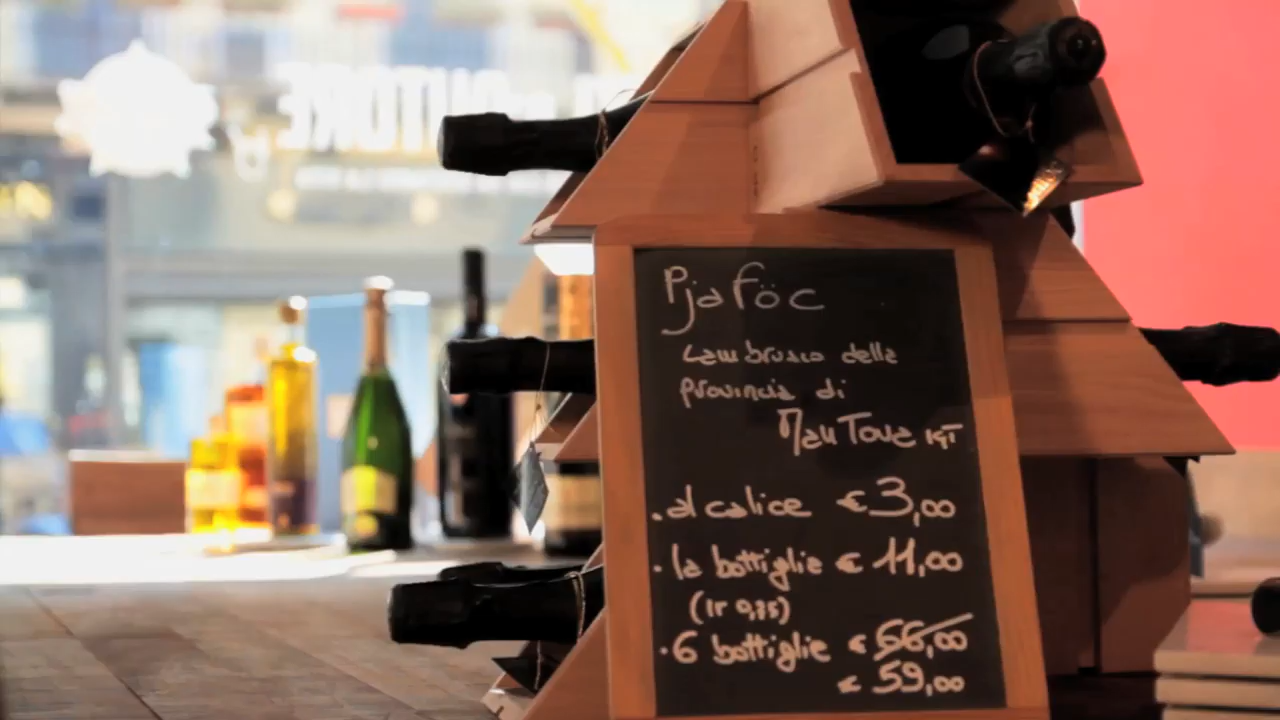 Pjaföc
Lambrusco della
provincia di
Mantova IGT
• al calice € 3,00
• la bottiglia € 11,00
(lt 0,75)
• 6 bottiglie € 66,00
€ 59,00